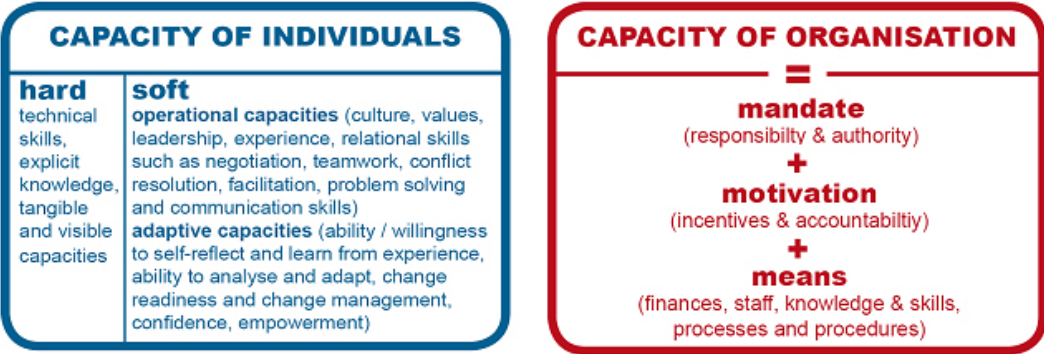 CAPACITY OF INDIVIDUALS
hard
technical
skills,
explicit
knowledge,
tangible
and visible
capacities
soft
operational capacities (culture, values,
leadership, experience, relational skills
such as negotiation, teamwork, conflict
resolution, facilitation, problem solving
and communication skills)
adaptive capacities (ability / willingness
to self-reflect and learn from experience,
ability to analyse and adapt, change
readiness and change management,
confidence, empowerment)
CAPACITY OF ORGANISATION
=
mandate
(responsibilty & authority)
+
motivation
(incentives & accountabiltiy)
+
means
(finances, staff, knowledge & skills,
processes and procedures)